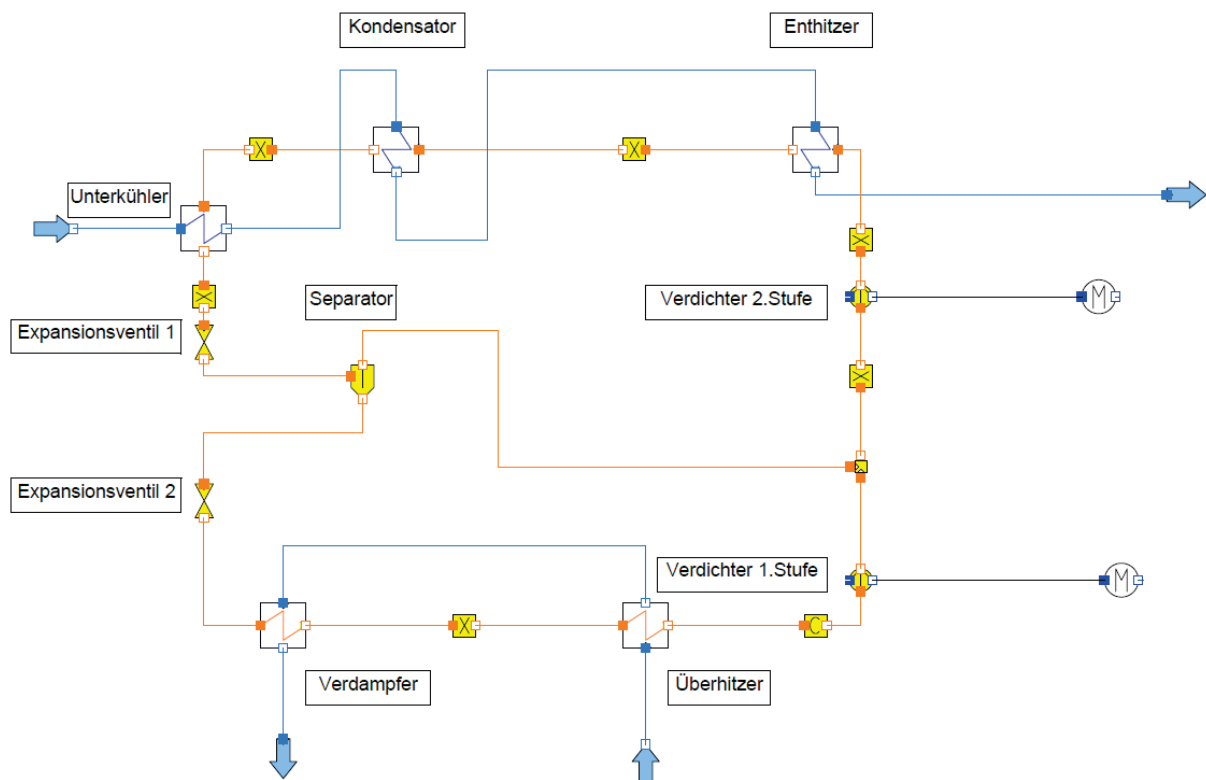 Kondensator
Enthitzer
X
X
Unterkühler
X
X
Separator
Verdichter 2.Stufe
M
Expansionsventil 1
X
Expansionsventil 2
Verdichter 1.Stufe
M
X
C
Verdampfer
Überhitzer